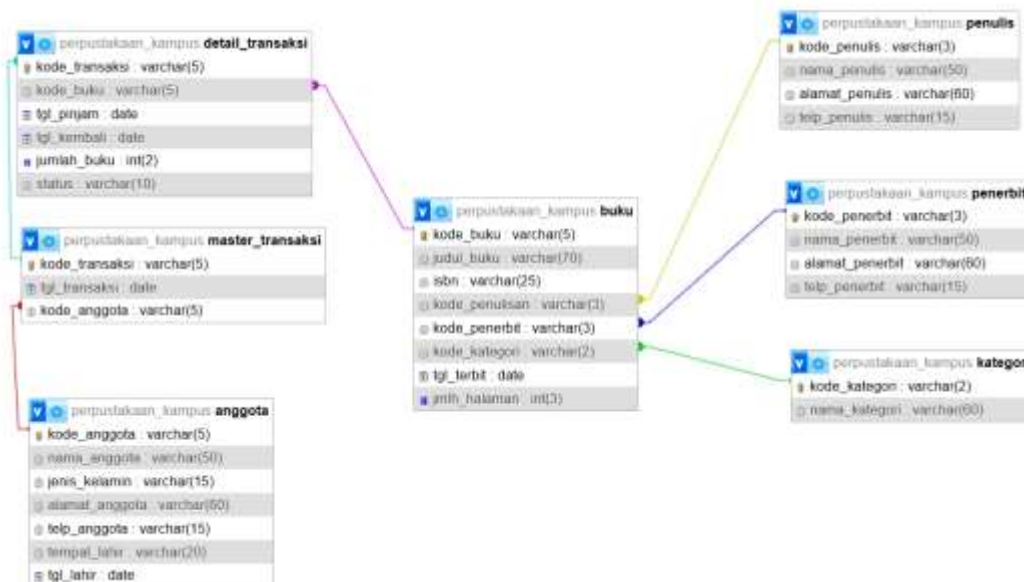 perpustakaan_kampus detail_transaksi
kode_transaksi : varchar(5)
kode_buku : varchar(5)
tgl_pinjam : date
tgl_kembali : date
jumlah_buku : int(2)
status : varchar(10)
perpustakaan_kampus master_transaksi
kode_transaksi : varchar(5)
tgl_transaksi : date
kode_anggota : varchar(5)
perpustakaan_kampus anggota
kode_anggota : varchar(5)
nama_anggota : varchar(50)
jenis_kelamin : varchar(15)
alamat_anggota : varchar(60)
telp_anggota : varchar(15)
tempat_lahir : varchar(20)
tgl_lahir : date
perpustakaan_kampus buku
kode_buku : varchar(5)
judul_buku : varchar(70)
isbn : varchar(25)
kode_penulisan : varchar(3)
kode_penerbit : varchar(3)
kode_kategori : varchar(2)
tgl_terbit : date
jmlh_halaman : int(3)
perpustakaan_kampus penulis
kode_penulis : varchar(3)
nama_penulis : varchar(50)
alamat_penulis : varchar(60)
telp_penulis : varchar(15)
perpustakaan_kampus penerbit
kode_penerbit : varchar(3)
nama_penerbit : varchar(50)
alamat_penerbit : varchar(60)
telp_penerbit : varchar(15)
perpustakaan_kampus kategor
kode_kategori : varchar(2)
nama_kategori : varchar(60)